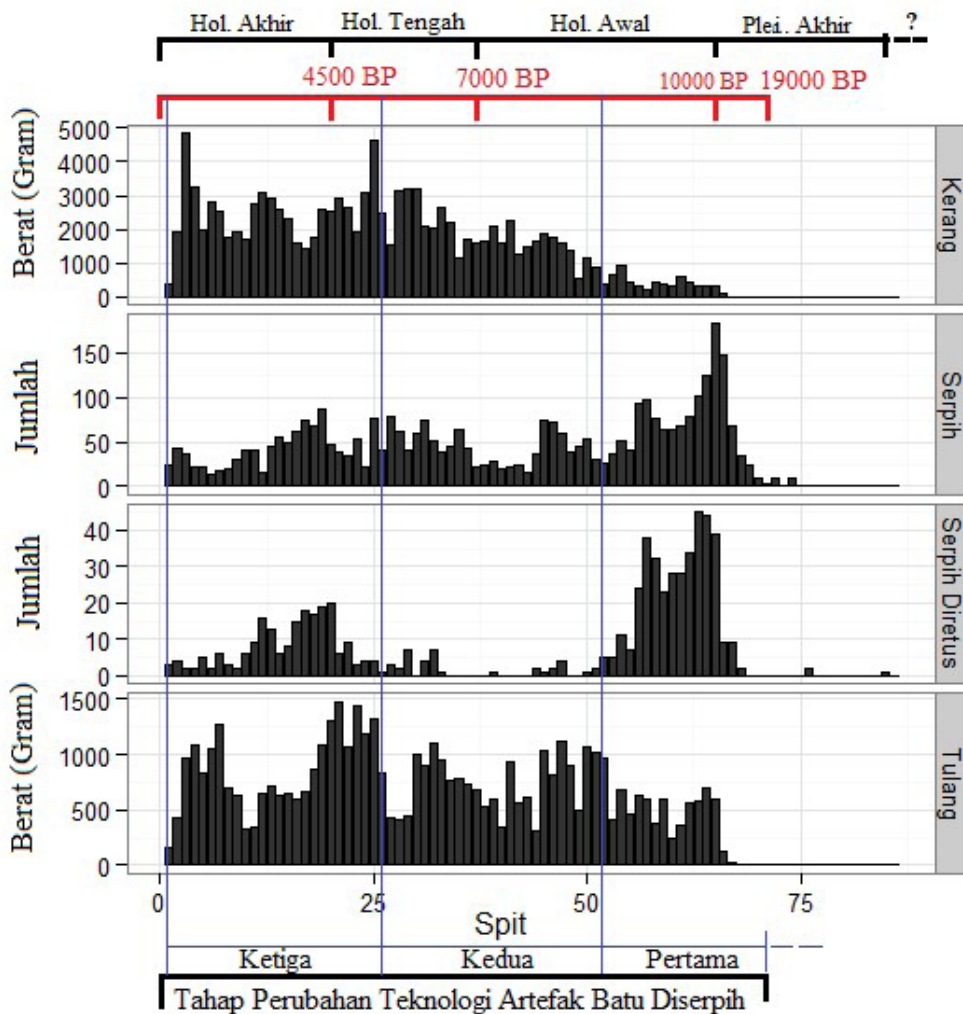 Hol. Akhir Hol. Tengah Hol. Awal Plei. Akhir ?
4500 BP 7000 BP 10000 BP 19000 BP
Berat ((Gram)
5000
4000
3000
2000
1000
0
Kerang
Jumlah
150
100
50
0
Serpih
Jumlah
40
30
20
10
0
Serpih Diretus
Berat ((Gram)
1500
1000
500
0
Tulang
0 25 50 75
Spit
Ketiga Kedua Pertama
Tahap Perubahan Teknologi Artefak Batu Diserpih